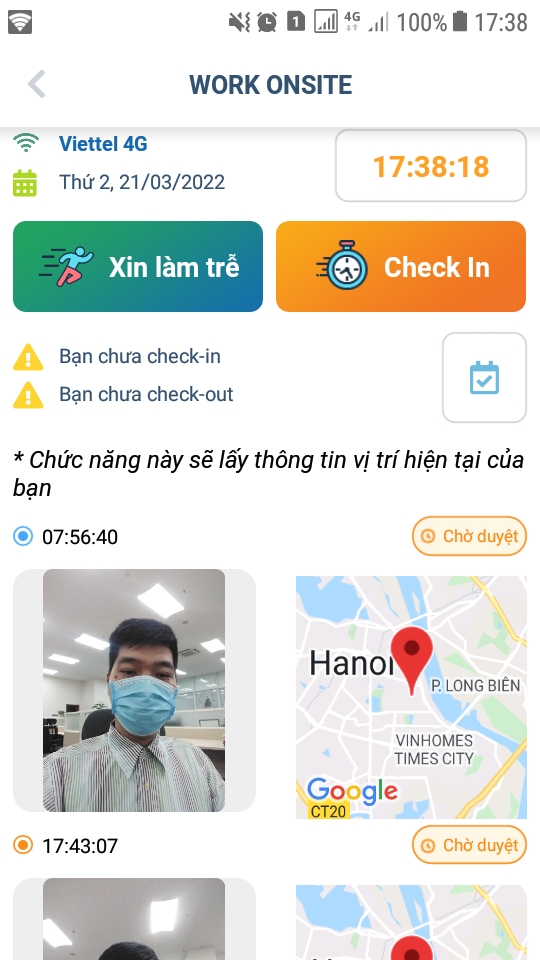 1 4G 100% 17:38
WORK ONSITE
Viettel 4G
17:38:18
Thứ 2, 21/03/2022
Xin làm trễ
Check In
Bạn chưa check-in
Bạn chưa check-out
* Chức năng này sẽ lấy thông tin vị trí hiện tại của
bạn
07:56:40
Chờ duyệt
Hanoi
P. LONG BIÊN
VINHOMES
TIMES CITY
Google
CT20
17:43:07
Chờ duyệt